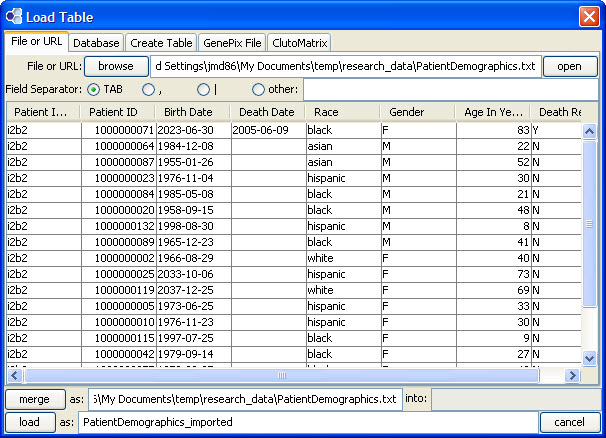 Load Table
File or URL Database Create Table GenePix File ClutoMatrix
File or URL: browse d Settings\jmd86\My Documents\temp\research_data\PatientDemographics.txt open
Field Separator: TAB , | other:
Patient I... Patient ID Birth Date Death Date Race Gender Age In Ye... Death Re
i2b2 1000000071 2023-06-30 2005-06-09 black F 83 Y
i2b2 1000000064 1984-12-08 asian M 22 N
i2b2 1000000087 1955-01-26 asian M 52 N
i2b2 1000000023 1976-11-04 hispanic M 30 N
i2b2 1000000084 1985-05-08 black M 21 N
i2b2 1000000020 1958-09-15 black M 48 N
i2b2 1000000132 1998-08-30 hispanic M 8 N
i2b2 1000000089 1965-12-23 black M 41 N
i2b2 1000000002 1966-08-29 white F 40 N
i2b2 1000000025 2033-10-06 hispanic F 73 N
i2b2 1000000119 2037-12-25 white F 69 N
i2b2 1000000005 1973-06-25 hispanic F 33 N
i2b2 1000000010 1976-11-23 hispanic F 30 N
i2b2 1000000115 1997-07-25 black F 9 N
i2b2 1000000042 1979-09-14 black F 27 N
merge as: \My Documents\temp\research_data\PatientDemographics.txt into:
load as: PatientDemographics_imported cancel